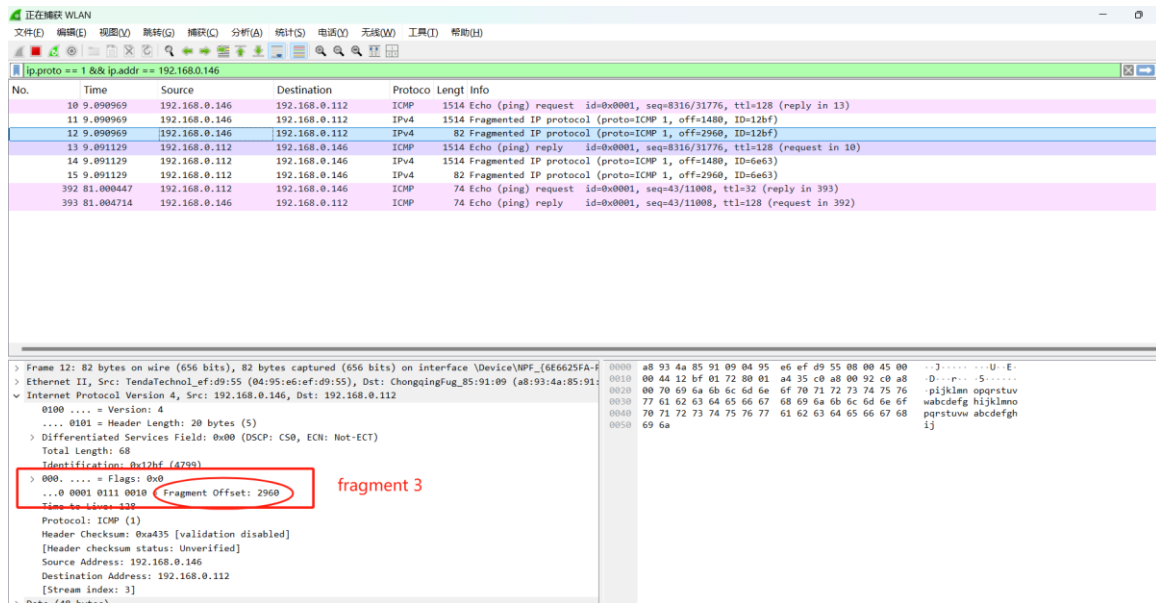 正在捕获 WLAN
文件(F) 编辑(E) 视图(V) 跳转(G) 捕获(C) 分析(A) 统计(S) 电话(Y) 无线(W) 工具(T) 帮助(H)
ip.proto == 1 && ip.addr == 192.168.0.146
No. Time Source Destination Protoco Lengt Info
10 9.090969 192.168.0.146 192.168.0.112 ICMP 1514 Echo (ping) request id=0x0001, seq=8316/31776, ttl=128 (reply in 13)
11 9.090969 192.168.0.146 192.168.0.112 IPv4 1514 Fragmented IP protocol (proto=ICMP 1, off=1480, ID=12bf)
12 9.090969 192.168.0.146 192.168.0.112 IPv4 82 Fragmented IP protocol (proto=ICMP 1, off=2960, ID=12bf)
13 9.091129 192.168.0.112 192.168.0.146 ICMP 1514 Echo (ping) reply id=0x0001, seq=8316/31776, ttl=128 (request in 10)
14 9.091129 192.168.0.112 192.168.0.146 IPv4 1514 Fragmented IP protocol (proto=ICMP 1, off=1480, ID=6e63)
15 9.091129 192.168.0.112 192.168.0.146 IPv4 82 Fragmented IP protocol (proto=ICMP 1, off=2960, ID=6e63)
392 81.000447 192.168.0.112 192.168.0.146 ICMP 74 Echo (ping) request id=0x0001, seq=43/11008, ttl=32 (reply in 393)
393 81.004714 192.168.0.146 192.168.0.112 ICMP 74 Echo (ping) reply id=0x0001, seq=43/11008, ttl=128 (request in 392)
Frame 12: 82 bytes on wire (656 bits), 82 bytes captured (656 bits) on interface \Device\NPF_{6E6625FA-F
Ethernet II, Src: TendaTechnol_ef:d9:55 (04:95:e6:ef:d9:55), Dst: ChongqingFug_85:91:09 (a8:93:4a:85:91:
Internet Protocol Version 4, Src: 192.168.0.146, Dst: 192.168.0.112
0100 .... = Version: 4
.... 0101 = Header Length: 20 bytes (5)
Differentiated Services Field: 0x00 (DSCP: CS0, ECN: Not-ECT)
Total Length: 68
Identification: 0x12bf (4799)
000. .... = Flags: 0x0
...0 0001 0111 0010 = Fragment Offset: 2960
Time to Live: 128
Protocol: ICMP (1)
Header Checksum: 0xa435 [validation disabled]
[Header checksum status: Unverified]
Source Address: 192.168.0.146
Destination Address: 192.168.0.112
[Stream index: 3]
Data (48 bytes)
fragment 3
0000 a8 93 4a 85 91 09 04 95 e6 ef d9 55 08 00 45 00 ··J····· ···U··E·
0010 00 44 12 bf 01 72 80 01 a4 35 c0 a8 00 92 c0 a8 ·D···r·· ·5······
0020 00 70 69 6a 6b 6c 6d 6e 6f 70 71 72 73 74 75 76 ·pijklmn opqrstuv
0030 77 61 62 63 64 65 66 67 68 69 6a 6b 6c 6d 6e 6f wabcdefg hijklmno
0040 70 71 72 73 74 75 76 77 61 62 63 64 65 66 67 68 pqrstuvw abcdefgh
0050 69 6a ij